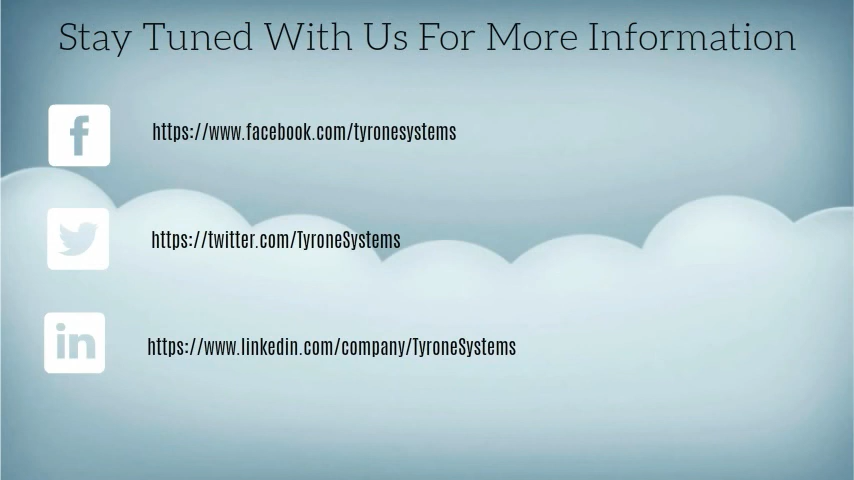 Stay Tuned With Us For More Information
https://www.facebook.com/tyronesystems
https://twitter.com/TyroneSystems
https://www.linkedin.com/company/TyroneSystems